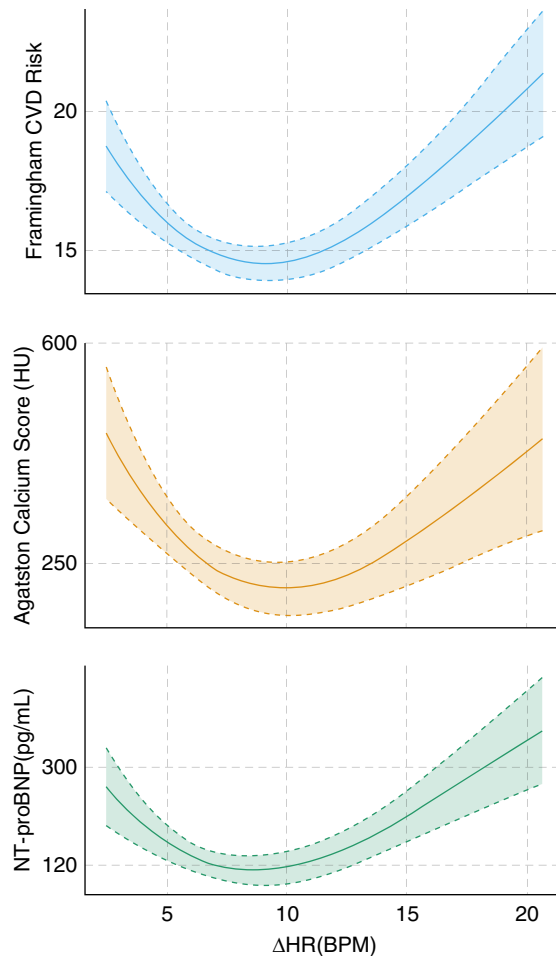 Framingham CVD Risk
20
15
Agatston Calcium Score (HU)
600
250
NT-proBNP(pg/mL)
300
120
5 10 15 20
ΔHR(BPM)